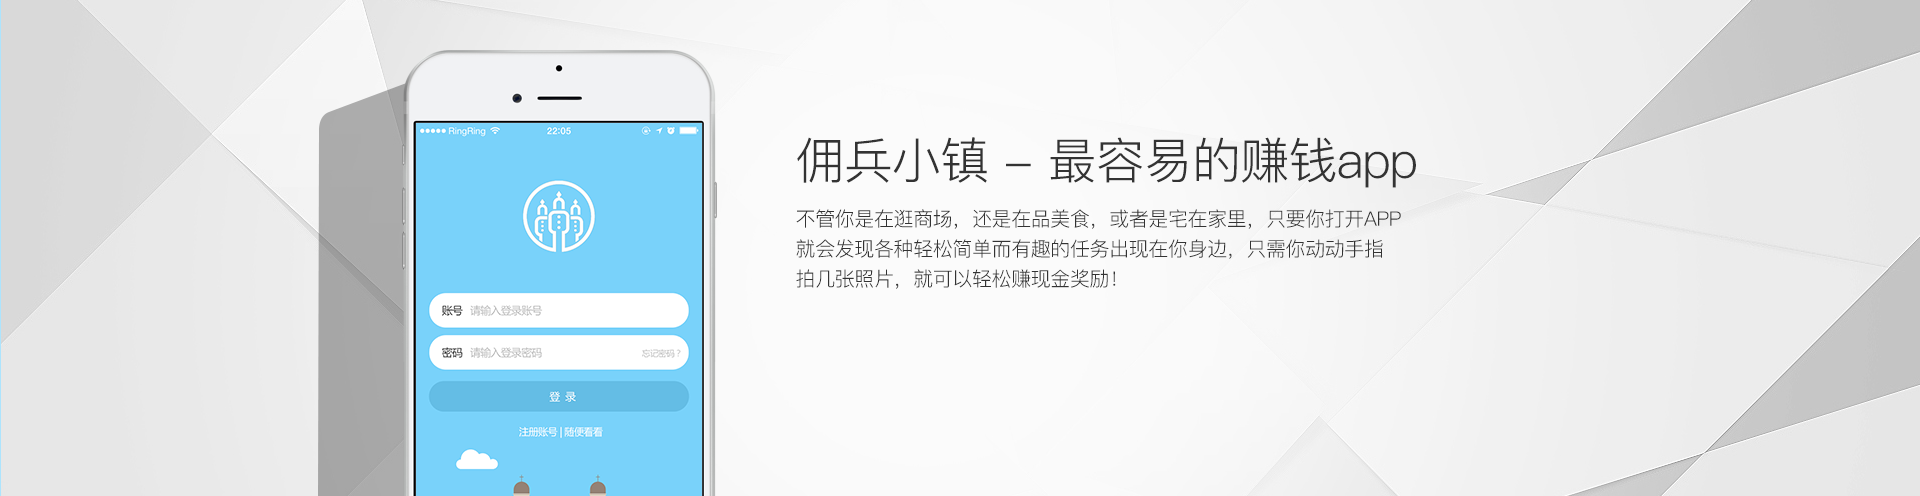 RingRing 22:05
账号 请输入登录账号
密码 请输入登录密码 忘记密码？
登 录
注册账号 | 随便看看
佣兵小镇 – 最容易的赚钱app
不管你是在逛商场，还是在品美食，或者是宅在家里，只要你打开APP
就会发现各种轻松简单而有趣的任务出现在你身边，只需你动动手指
拍几张照片，就可以轻松赚现金奖励！